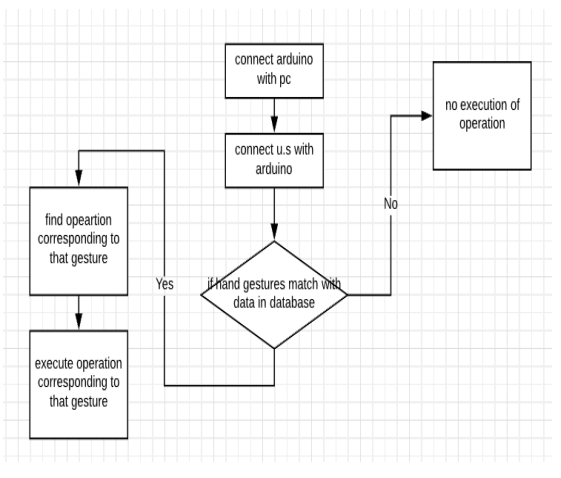 connect arduino
with pc
connect u.s with
arduino
if hand gestures match with
data in database
No
no execution of
operation
Yes
find opeartion
corresponding to
that gesture
execute operation
corresponding to
that gesture